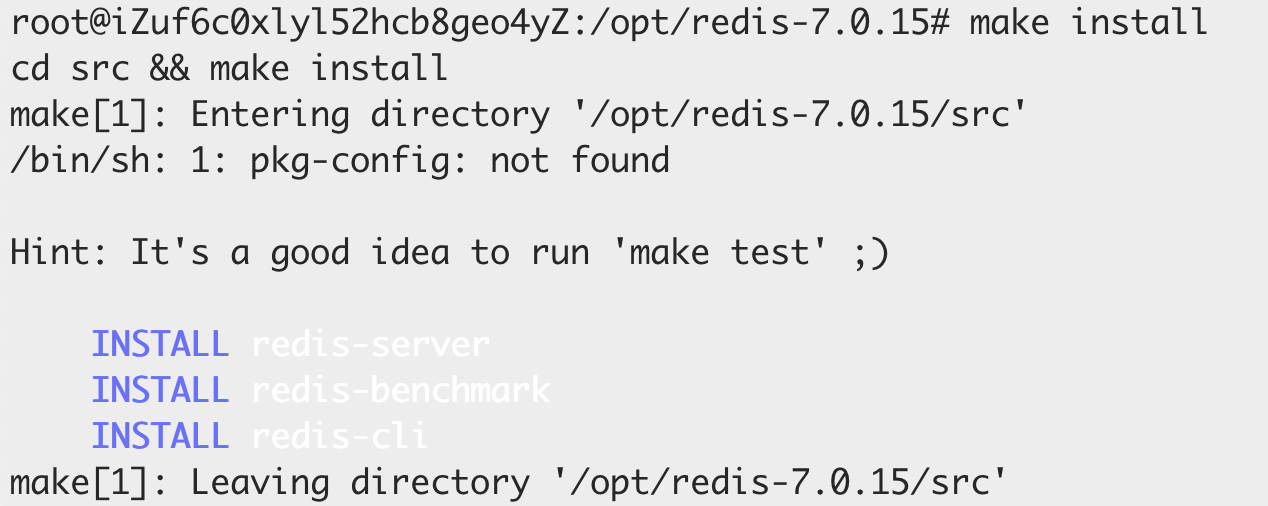 root@iZuf6c0xlyl52hcb8geo4yZ:/opt/redis-7.0.15# make install
cd src && make install
make[1]: Entering directory '/opt/redis-7.0.15/src'
/bin/sh: 1: pkg-config: not found
Hint: It's a good idea to run 'make test' ;)
INSTALL redis-server
INSTALL redis-benchmark
INSTALL redis-cli
make[1]: Leaving directory '/opt/redis-7.0.15/src'